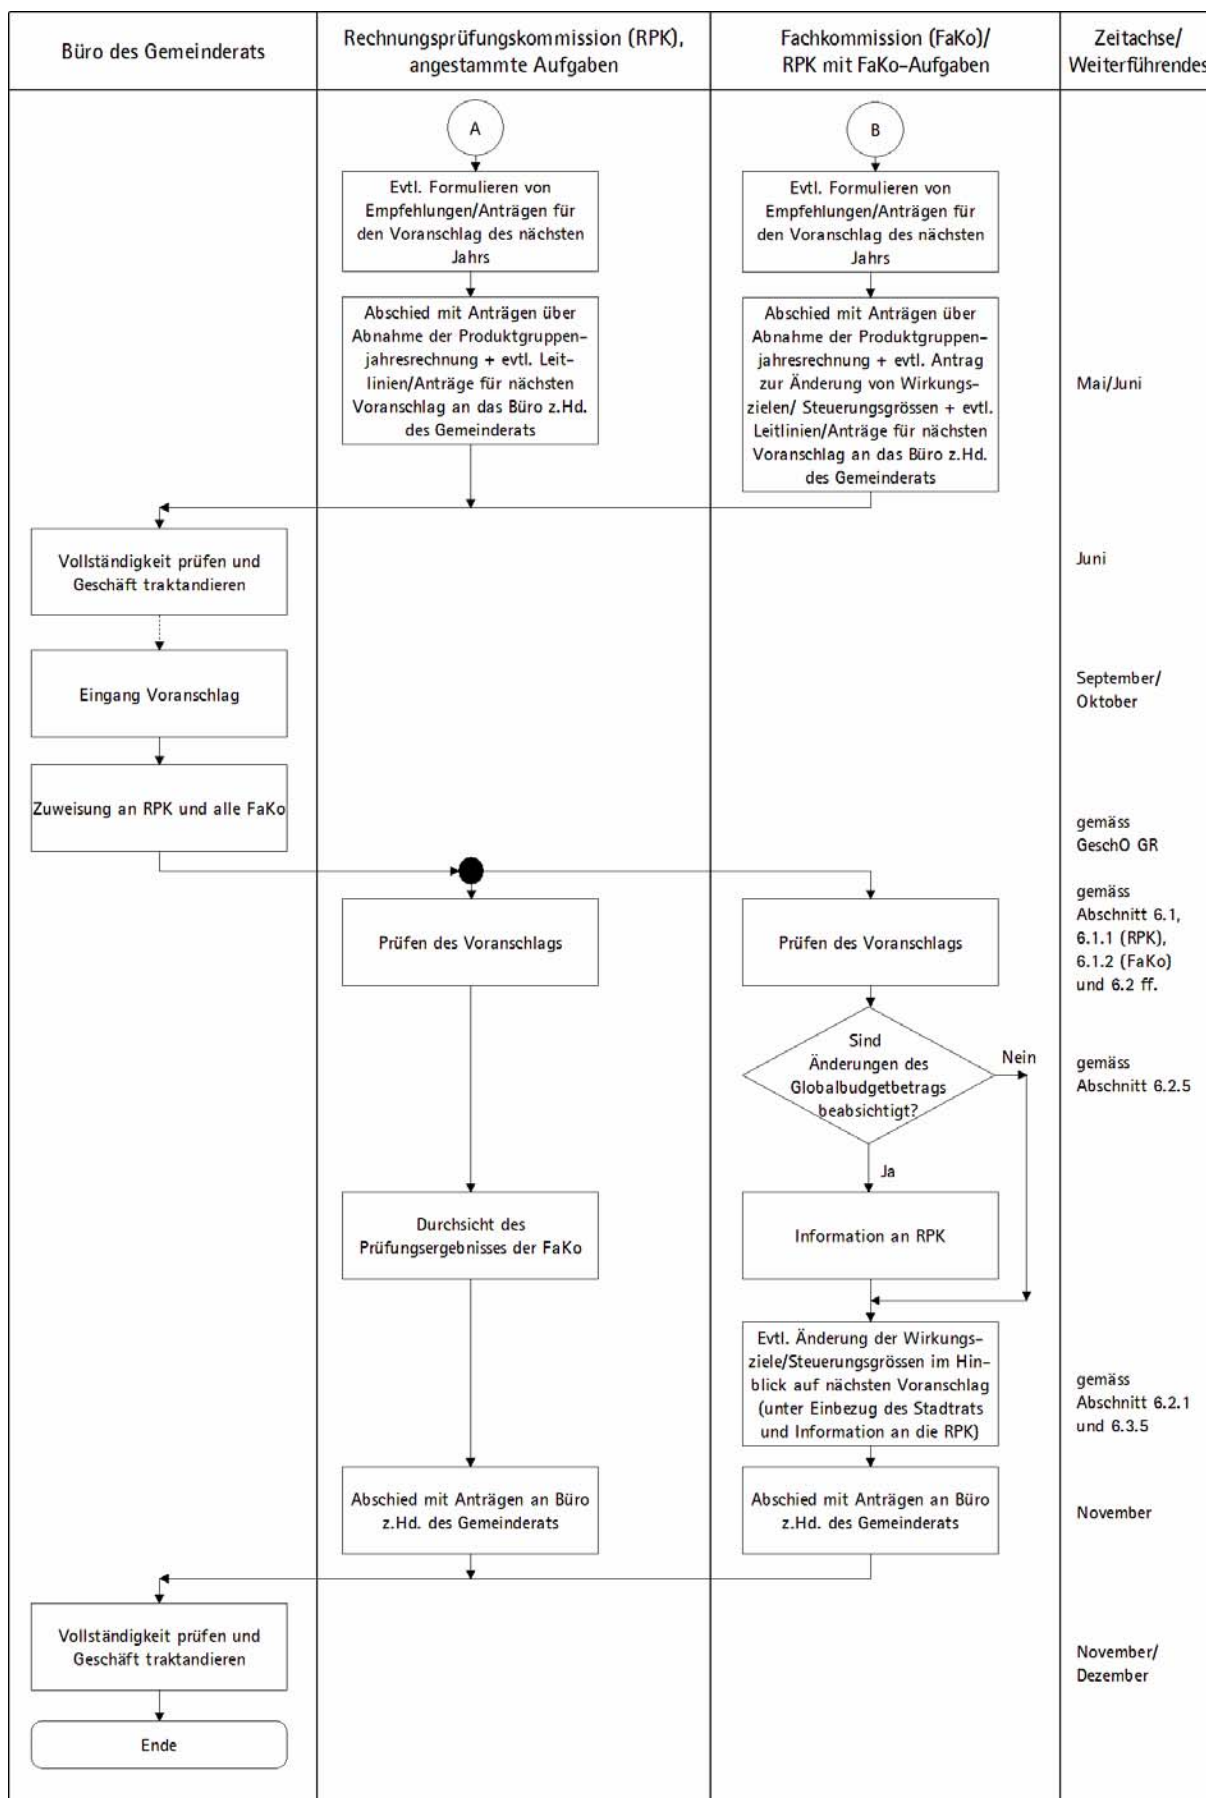 Büro des Gemeinderats
Rechnungsprüfungskommission (RPK),
angestammte Aufgaben
Fachkommission (FaKo)/
RPK mit FaKo-Aufgaben
Zeitachse/
Weiterführendes
A
B
Evtl. Formulieren von
Empfehlungen/Anträgen für
den Voranschlag des nächsten
Jahrs
Evtl. Formulieren von
Empfehlungen/Anträgen für
den Voranschlag des nächsten
Jahrs
Abschied mit Anträgen über
Abnahme der Produktgruppen-
jahresrechnung + evtl. Leit-
linien/Anträge für nächsten
Voranschlag an das Büro z.Hd.
des Gemeinderats
Abschied mit Anträgen über
Abnahme der Produktgruppen-
jahresrechnung + evtl. Antrag
zur Änderung von Wirkungs-
zielen/ Steuerungsgrössen + evtl.
Leitlinien/Anträge für nächsten
Voranschlag an das Büro z.Hd.
des Gemeinderats
Mai/Juni
Vollständigkeit prüfen und
Geschäft traktandieren
Juni
Eingang Voranschlag
September/
Oktober
Zuweisung an RPK und alle FaKo
gemäss
GeschO GR
Prüfen des Voranschlags
Prüfen des Voranschlags
gemäss
Abschnitt 6.1,
6.1.1 (RPK),
6.1.2 (FaKo)
und 6.2 ff.
Sind
Änderungen des
Globalbudgetbetrags
beabsichtigt?
Nein
Ja
gemäss
Abschnitt 6.2.5
Durchsicht des
Prüfungsergebnisses der FaKo
Information an RPK
Evtl. Änderung der Wirkungs-
ziele/Steuerungsgrössen im Hin-
blick auf nächsten Voranschlag
(unter Einbezug des Stadtrats
und Information an die RPK)
gemäss
Abschnitt 6.2.1
und 6.3.5
Abschied mit Anträgen an Büro
z.Hd. des Gemeinderats
Abschied mit Anträgen an Büro
z.Hd. des Gemeinderats
November
Vollständigkeit prüfen und
Geschäft traktandieren
November/
Dezember
Ende